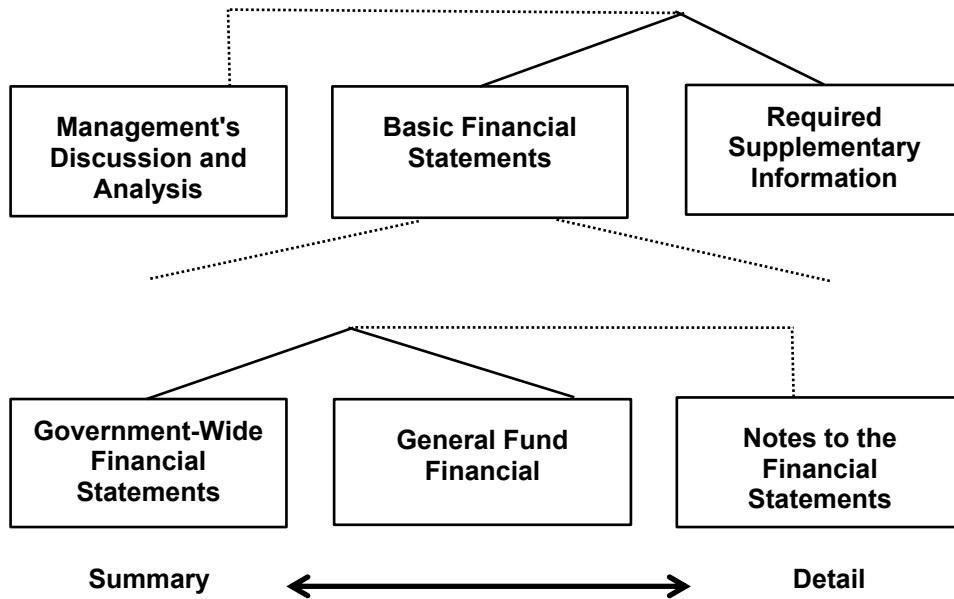 Management's
Discussion and
Analysis
Basic Financial
Statements
Required
Supplementary
Information
Government-Wide
Financial
Statements
General Fund
Financial
Notes to the
Financial
Statements
Summary
Detail